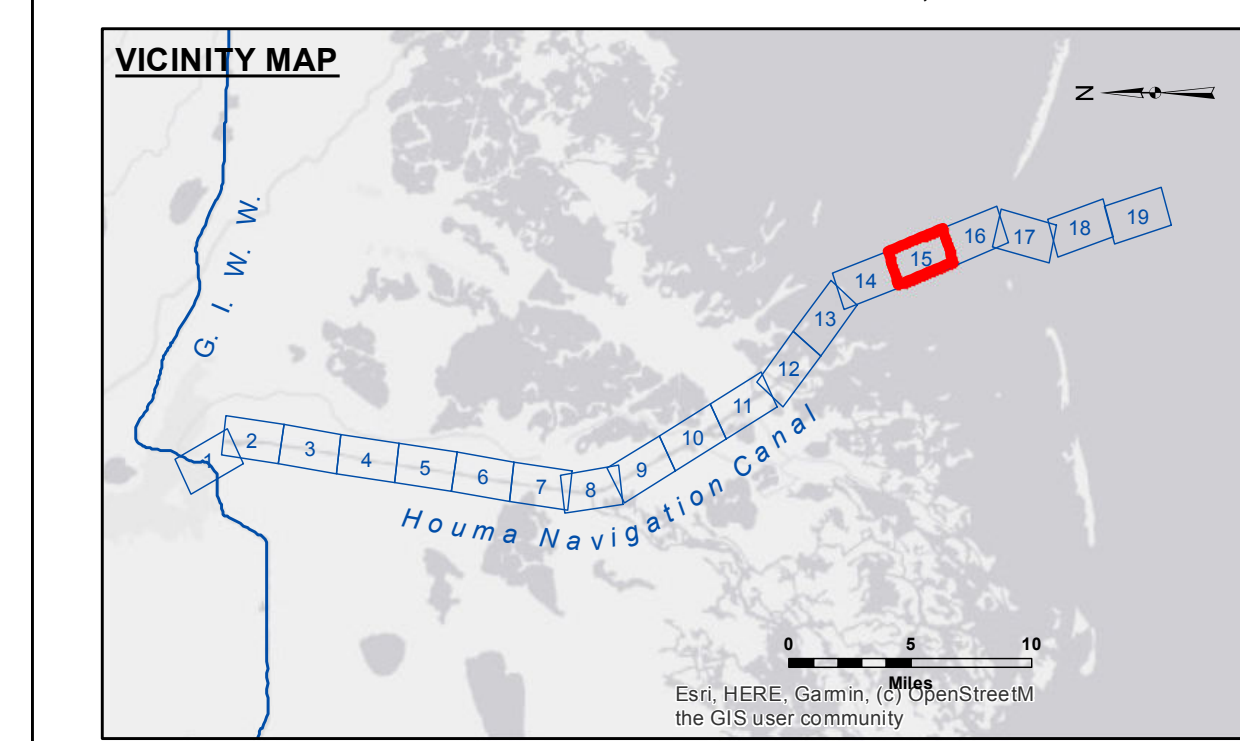 VICINITY MAP
N
G. I. W. W.
1
2
3
4
5
6
7
8
9
10
11
12
13
14
15
16
17
18
19
Houma Navigation Canal
0 5 10
Miles
Esri, HERE, Garmin, (c) OpenStreetM
the GIS user community